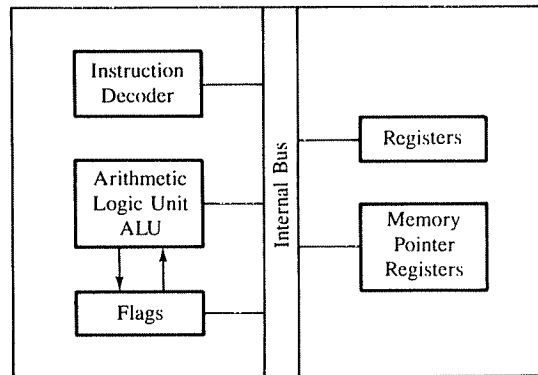 Instruction
Decoder
Arithmetic
Logic Unit
ALU
Flags
Internal Bus
Registers
Memory
Pointer
Registers